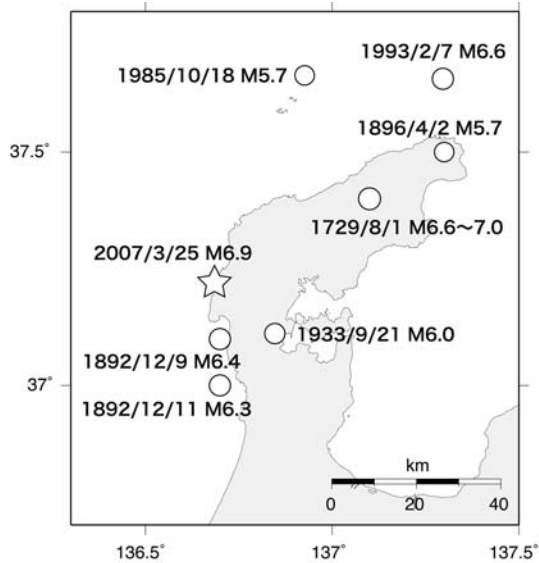 1993/2/7 M6.6
1985/10/18 M5.7
1896/4/2 M5.7
37.5°
1729/8/1 M6.6〜7.0
2007/3/25 M6.9
1933/9/21 M6.0
1892/12/9 M6.4
37°
1892/12/11 M6.3
km
0 20 40
136.5° 137° 137.5°